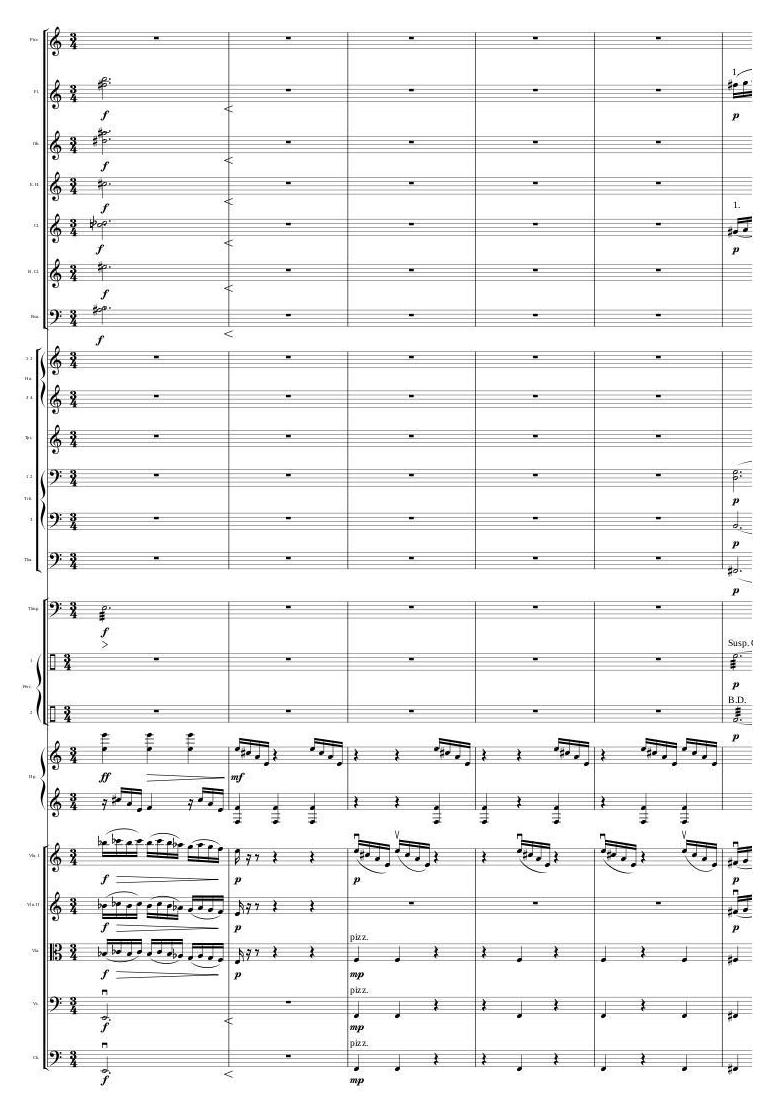 Picc.
Fl.
1.
f
p
Ob.
f
E. H.
f
1.
Cl.
f
p
B. Cl.
f
Bsn.
f
1 2
Hn.
3 4
Tpt.
1 2
p
Tbn.
3
p
Tba.
p
Timp.
f
Susp.
1
p
Perc.
B.D.
2
p
ff
mf
Hp.
Vln. I
f
p
p
p
Vln. II
f
p
p
pizz.
Vla.
f
p
mp
pizz.
Vc.
f
mp
pizz.
Cb.
f
mp